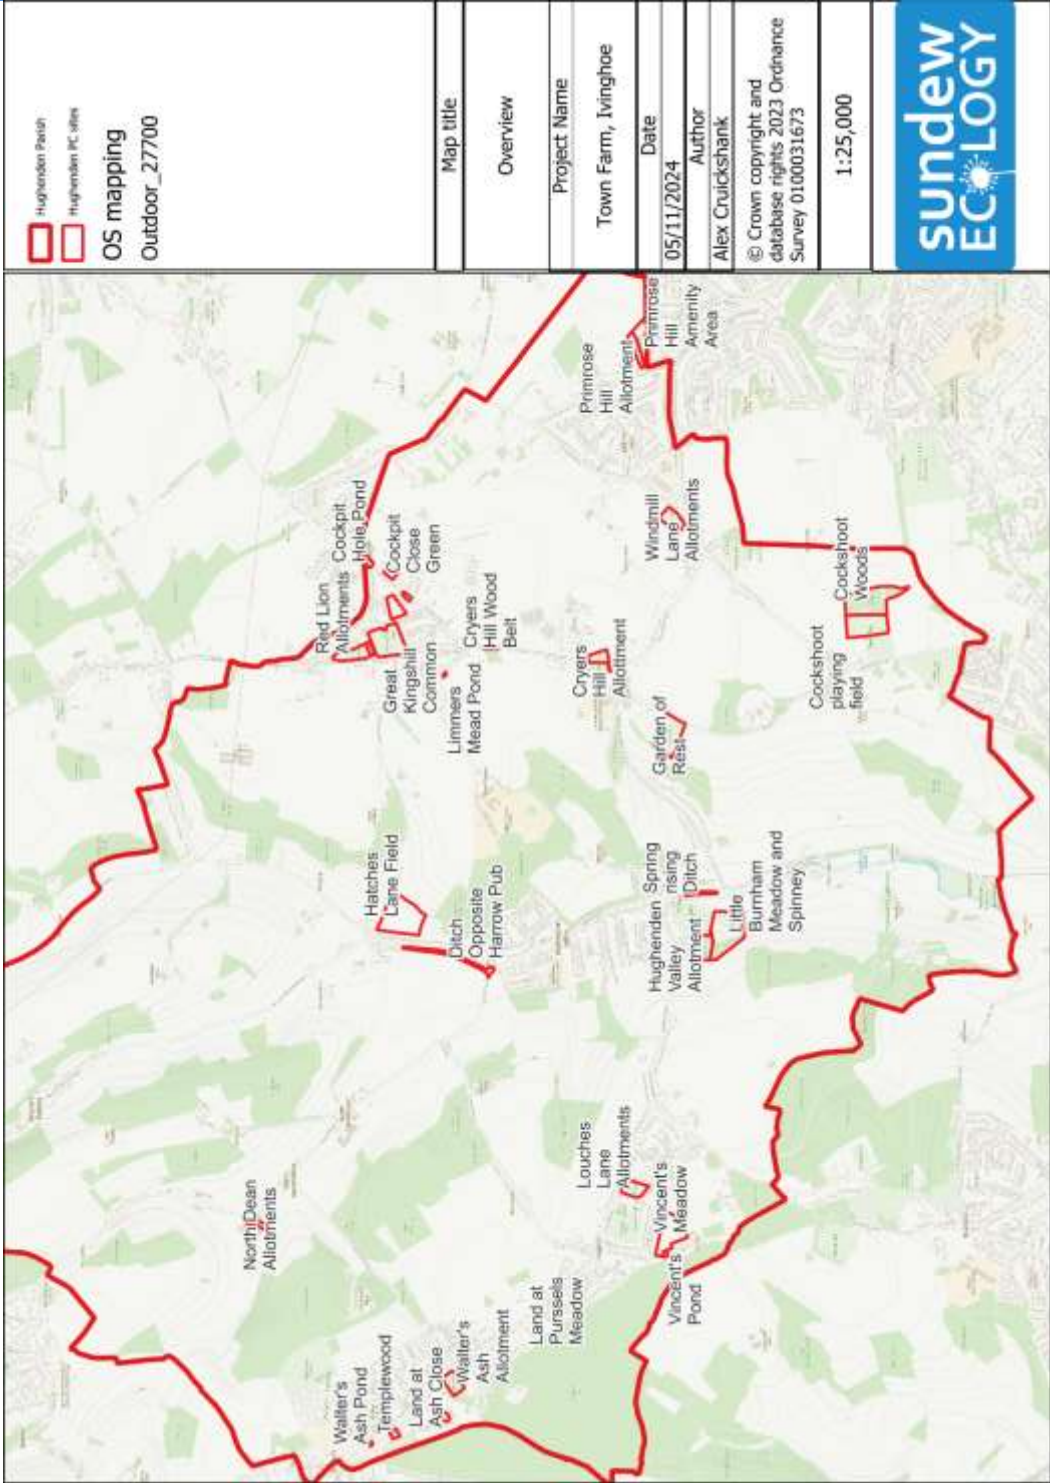 Walter's
Ash Pond
Templewood
Land at
Ash Close
Walter's
Ash
Allotment
North Dean
Allotments
Land at
Purssels
Meadow
Louches
Lane
Allotments
Vincent's
Meadow
Vincent's
Pond
Hatches
Lane Field
Ditch
Opposite
Harrow Pub
Hughenden
Valley
Allotment
Spring
rising
Ditch
Little
Burnham
Meadow and
Spinney
Red Lion
Allotments
Cockpit
Hole Pond
Cockpit
Close
Green
Great
Kingshill
Common
Limmers
Mead Pond
Cryers
Hill Wood
Belt
Cryers
Hill
Allottment
Garden of
Rest
Windmill
Lane
Allotments
Cockshoot
Woods
Cockshoot
playing
field
Primrose
Hill
Allotment
Primrose
Hill
Amenity
Area
Hughenden Parish
Hughenden PC sites
OS mapping
Outdoor_27700
Map title
Overview
Project Name
Town Farm, Ivinghoe
Date
05/11/2024
Author
Alex Cruickshank
© Crown copyright and
database rights 2023 Ordnance
Survey 0100031673
1:25,000
sundew
ECOLOGY